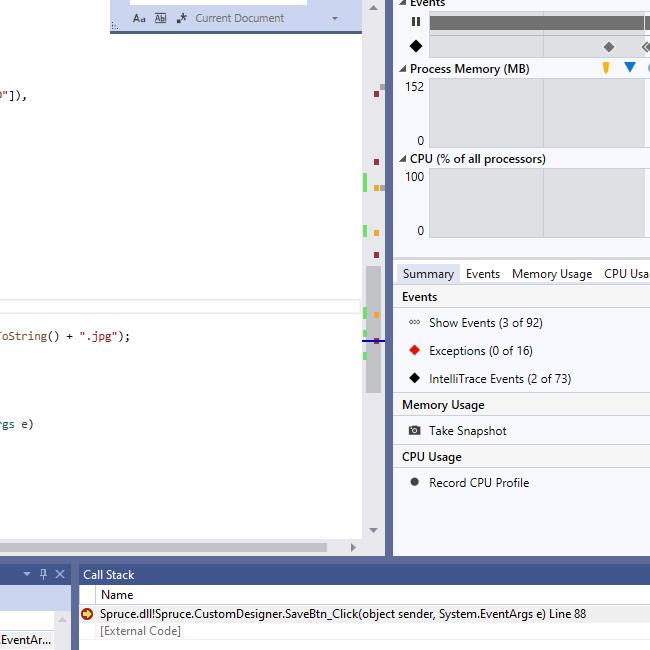 Aa Ab .* Current Document
"]),
ToString() + ".jpg");
gs e)
Events
Process Memory (MB)
152
0
CPU (% of all processors)
100
0
Summary Events Memory Usage CPU Usa
Events
Show Events (3 of 92)
Exceptions (0 of 16)
IntelliTrace Events (2 of 73)
Memory Usage
Take Snapshot
CPU Usage
Record CPU Profile
Call Stack
Name
Spruce.dll!Spruce.CustomDesigner.SaveBtn_Click(object sender, System.EventArgs e) Line 88
[External Code]
.EventAr...